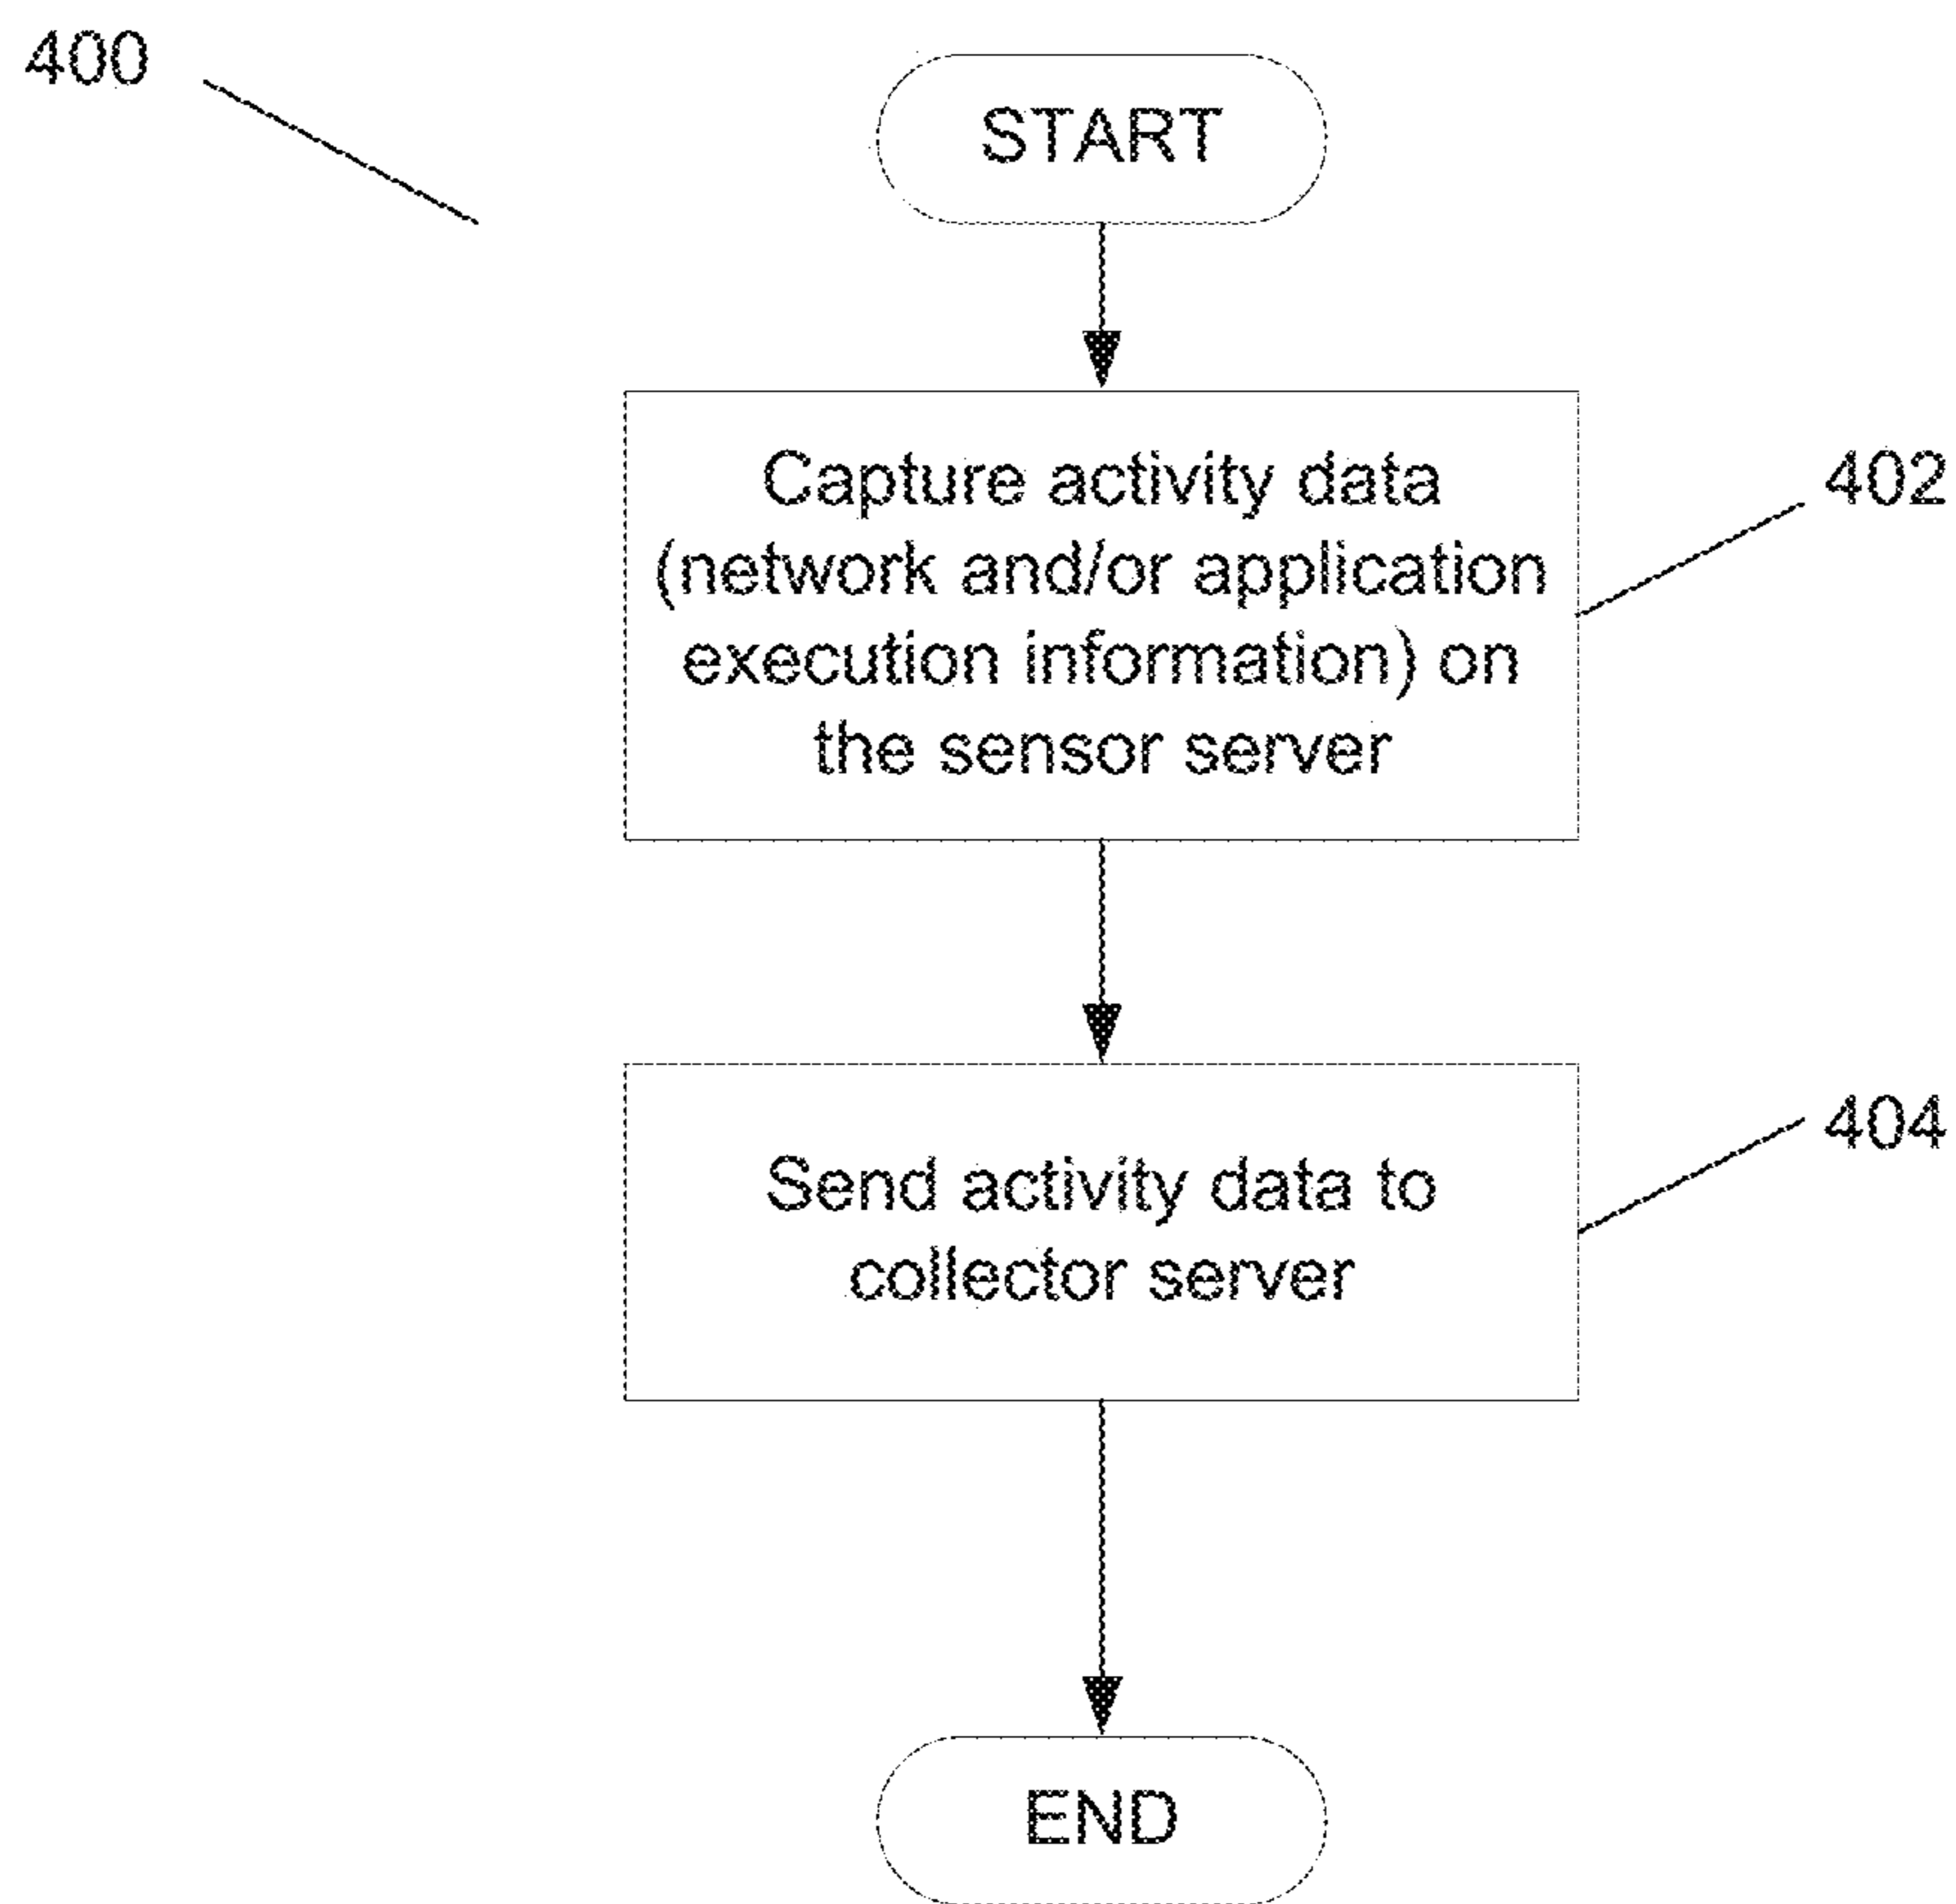 400
START
Capture activity data
(network and/or application
execution information) on
the sensor server
402
Send activity data to
collector server
404
END